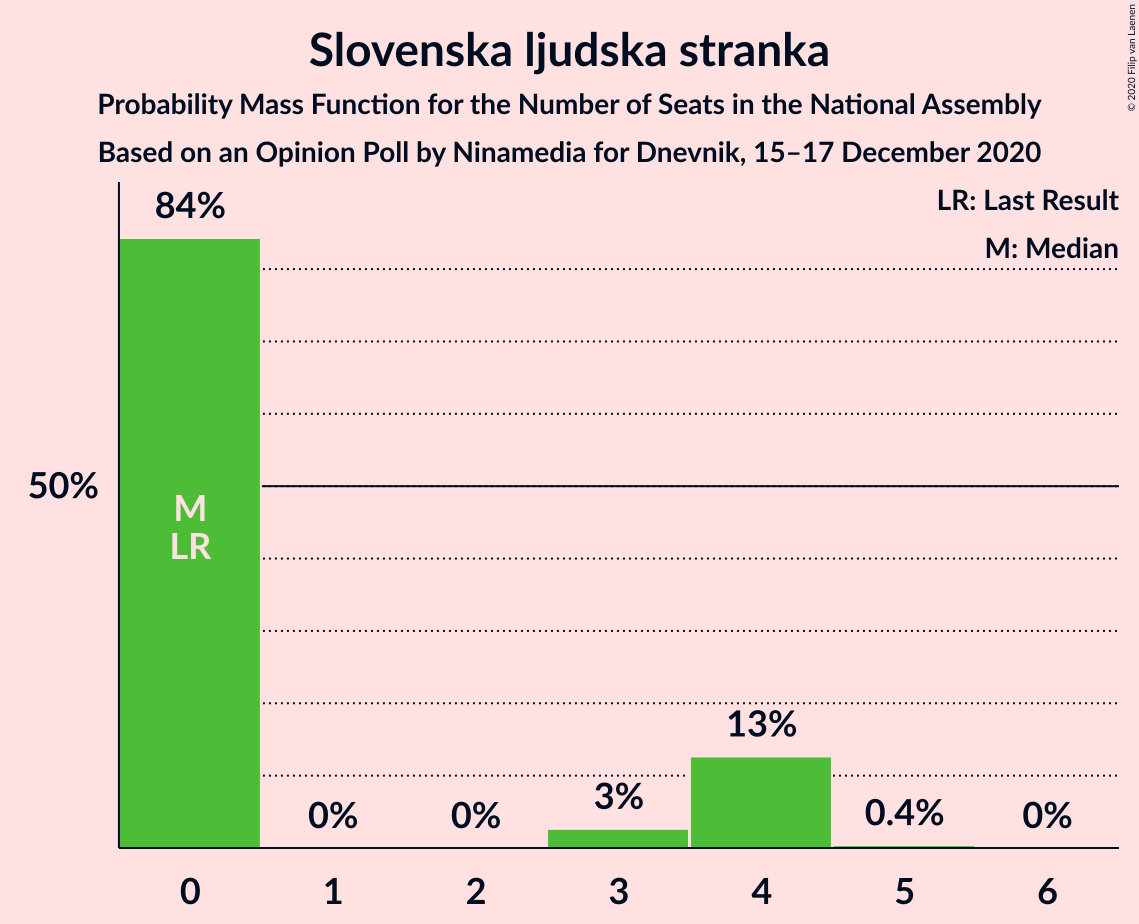 Slovenska ljudska stranka
Probability Mass Function for the Number of Seats in the National Assembly
Based on an Opinion Poll by Ninamedia for Dnevnik, 15–17 December 2020
© 2020 Filip van Laenen
LR: Last Result
M: Median
84%
50%
M
LR
0%
0%
3%
13%
0.4%
0%
0
1
2
3
4
5
6